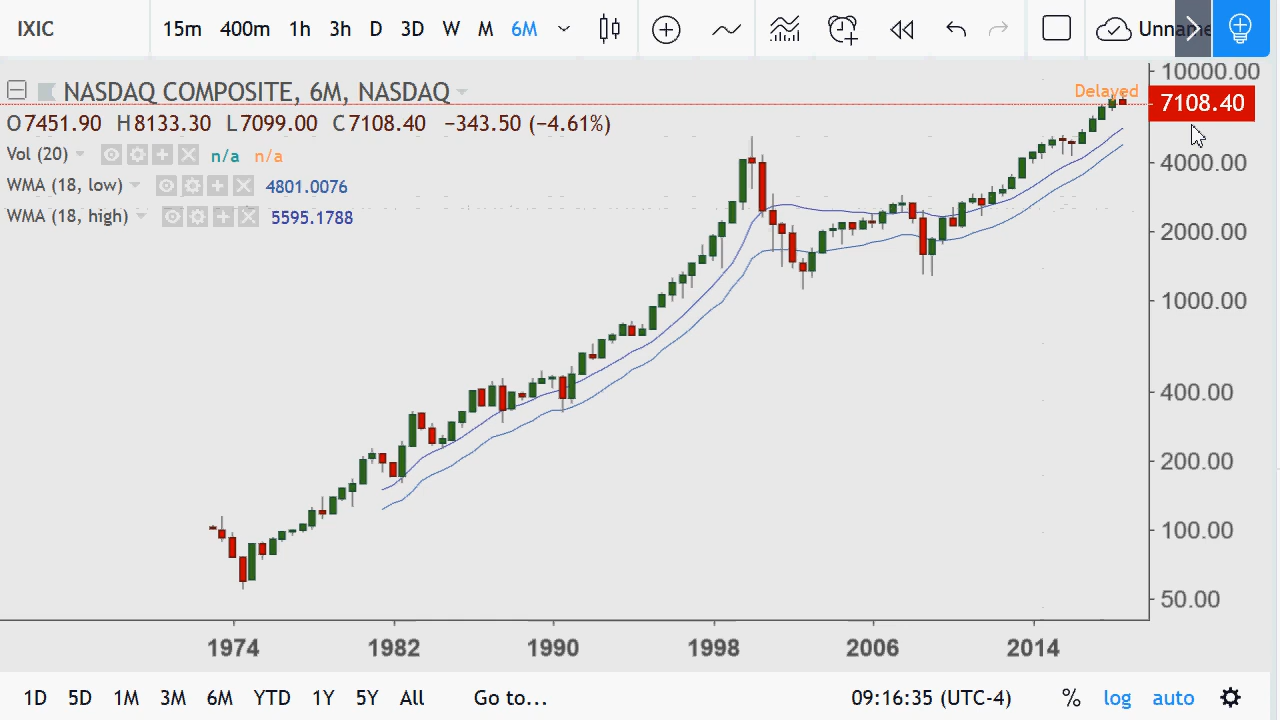 IXIC 15m 400m 1h 3h D 3D W M 6M
NASDAQ COMPOSITE, 6M, NASDAQ
O7451.90 H8133.30 L7099.00 C7108.40 −343.50 (−4.61%)
Vol (20) n/a n/a
WMA (18, low) 4801.0076
WMA (18, high) 5595.1788
10000.00
Delayed
7108.40
4000.00
2000.00
1000.00
400.00
200.00
100.00
50.00
1974 1982 1990 1998 2006 2014
1D 5D 1M 3M 6M YTD 1Y 5Y All Go to... 09:16:35 (UTC-4) % log auto